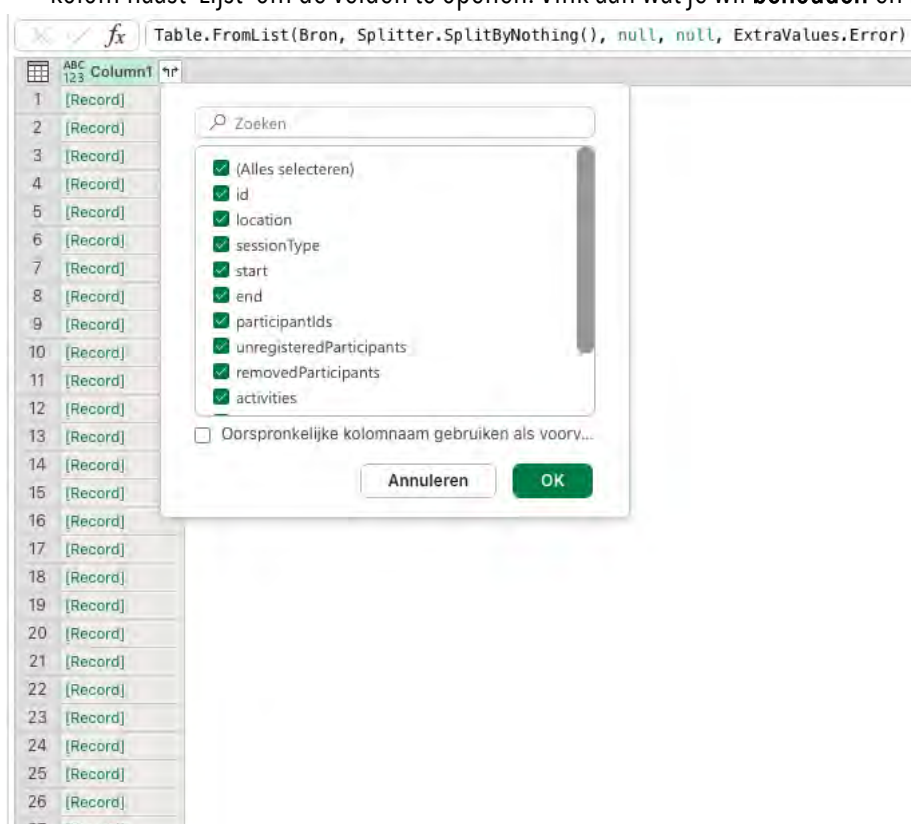 kolom naast 'Lijst' om de velden te openen. Vink aan wat je wil behouden en
fx Table.FromList(Bron, Splitter.SplitByNothing(), null, null, ExtraValues.Error)
ABC 123 Column1
1 [Record]
2 [Record]
3 [Record]
4 [Record]
5 [Record]
6 [Record]
7 [Record]
8 [Record]
9 [Record]
10 [Record]
11 [Record]
12 [Record]
13 [Record]
14 [Record]
15 [Record]
16 [Record]
17 [Record]
18 [Record]
19 [Record]
20 [Record]
21 [Record]
22 [Record]
23 [Record]
24 [Record]
25 [Record]
26 [Record]
Zoeken
(Alles selecteren)
id
location
sessionType
start
end
participantIds
unregisteredParticipants
removedParticipants
activities
Oorspronkelijke kolomnaam gebruiken als voorv...
Annuleren OK